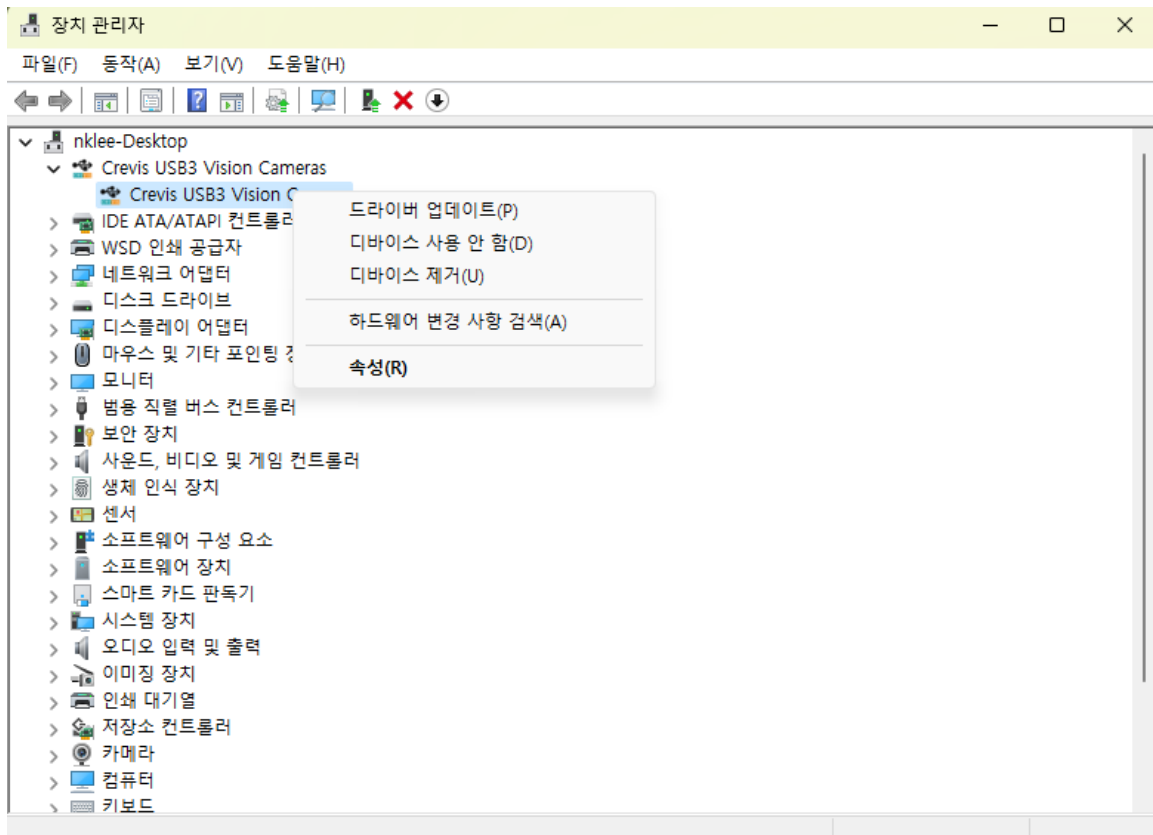 장치 관리자
파일(F) 동작(A) 보기(V) 도움말(H)
nklee-Desktop
Crevis USB3 Vision Cameras
Crevis USB3 Vision
드라이버 업데이트(P)
디바이스 사용 안 함(D)
디바이스 제거(U)
하드웨어 변경 사항 검색(A)
속성(R)
IDE ATA/ATAPI 컨트롤러
WSD 인쇄 공급자
네트워크 어댑터
디스크 드라이브
디스플레이 어댑터
마우스 및 기타 포인팅
모니터
범용 직렬 버스 컨트롤러
보안 장치
사운드, 비디오 및 게임 컨트롤러
생체 인식 장치
센서
소프트웨어 구성 요소
소프트웨어 장치
스마트 카드 판독기
시스템 장치
오디오 입력 및 출력
이미징 장치
인쇄 대기열
저장소 컨트롤러
카메라
컴퓨터
키보드